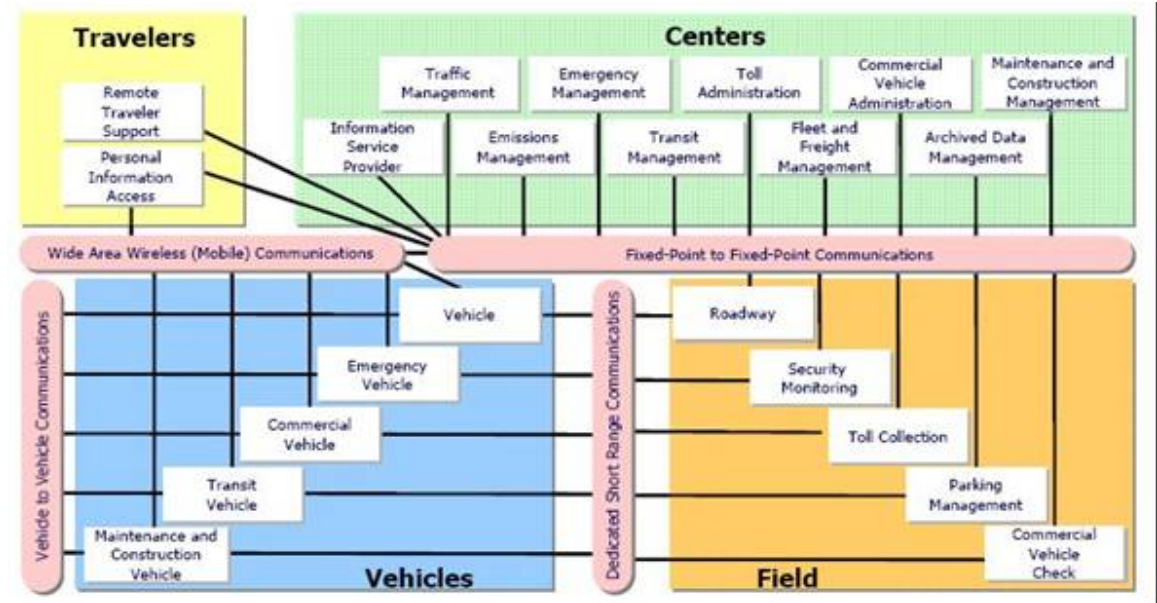 Travelers
Remote
Traveler
Support
Personal
Information
Access
Centers
Traffic
Management
Emergency
Management
Toll
Administration
Commercial
Vehicle
Administration
Maintenance and
Construction
Management
Information
Service
Provider
Emissions
Management
Transit
Management
Fleet and
Freight
Management
Archived Data
Management
Wide Area Wireless (Mobile) Communications
Fixed-Point to Fixed-Point Communications
Vehicle to Vehicle Communications
Vehicle
Emergency
Vehicle
Commercial
Vehicle
Transit
Vehicle
Maintenance and
Construction
Vehicle
Vehicles
Dedicated Short Range Communications
Roadway
Security
Monitoring
Toll Collection
Parking
Management
Commercial
Vehicle
Check
Field